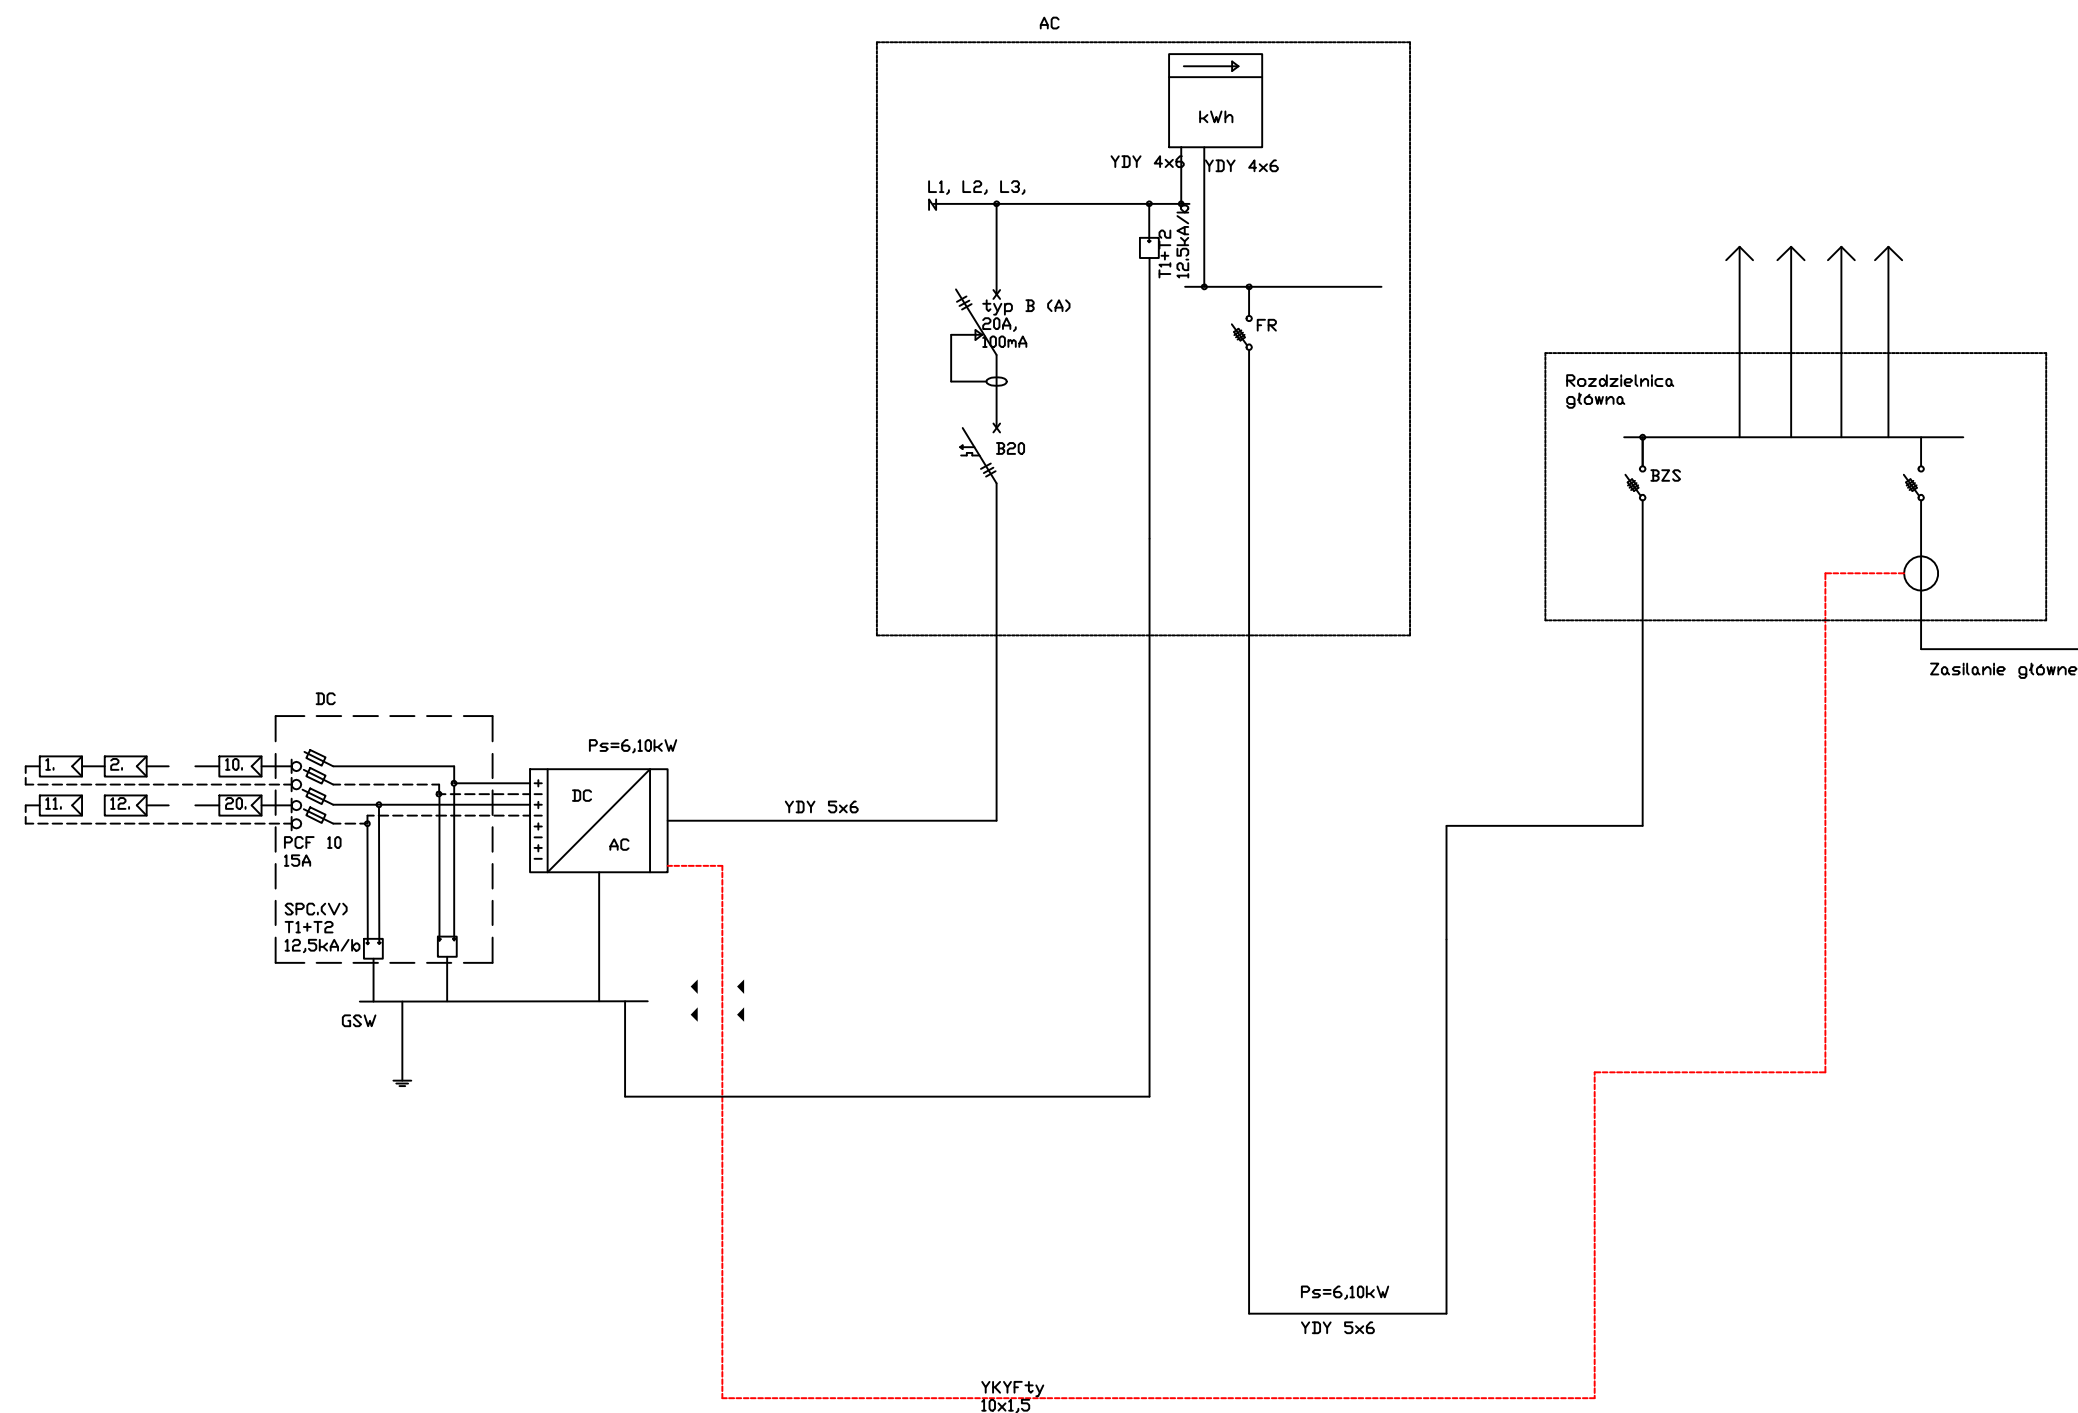 AC
kWh
YDY 4x6
YDY 4x6
L1, L2, L3,
N
T1+T2
12.5kA/b
typ B (A)
20A,
100mA
FR
B20
Rozdzielnica
główna
BZS
Zasilanie główne
DC
Ps=6,10kW
1.
2.
10.
11.
12.
20.
+
-
+
-
+
-
+
-
DC
AC
YDY 5x6
PCF 10
15A
SPC.(V)
T1+T2
12,5kA/b
GSW
Ps=6,10kW
YDY 5x6
YKYFty
10x1,5